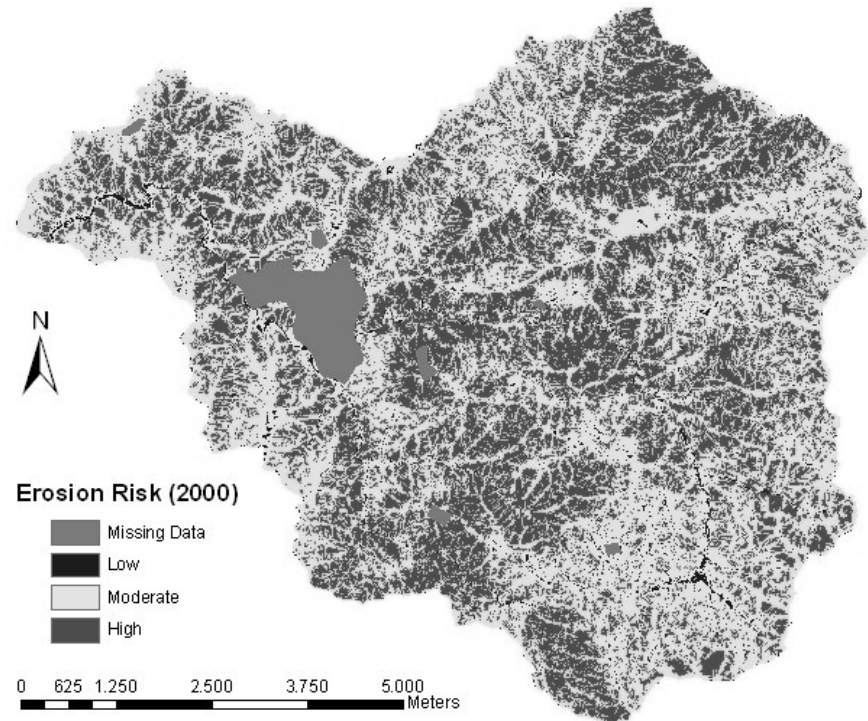 N
Erosion Risk (2000)
Missing Data
Low
Moderate
High
0 625 1.250 2.500 3.750 5.000
Meters